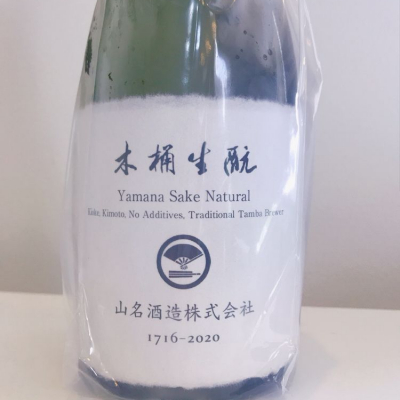 木桶生酛
Yamana Sake Natural
Kioke, Kimoto, No Additives, Traditional Tamba Brewer
山名酒造株式会社
1716-2020